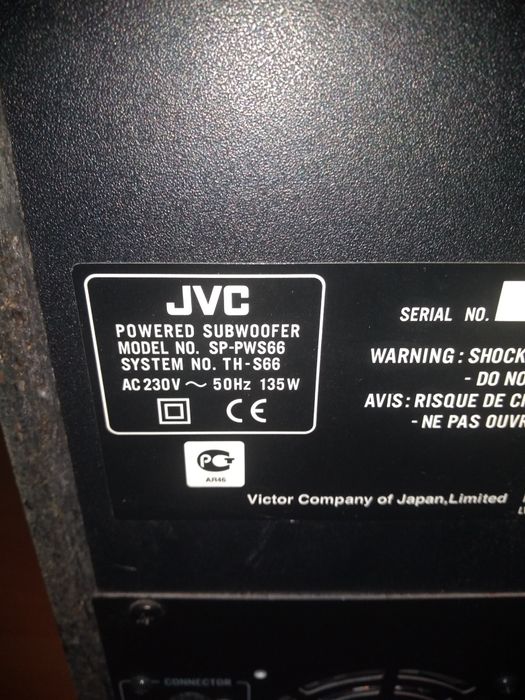 JVC
POWERED SUBWOOFER
MODEL NO. SP-PWS66
SYSTEM NO. TH-S66
AC 230V ~ 50Hz 135W
CE
SERIAL NO.
WARNING : SHOCK
- DO NO
AVIS : RISQUE DE
- NE PAS OUVR
PG
AR46
Victor Company of Japan,Limited
CONNECTOR